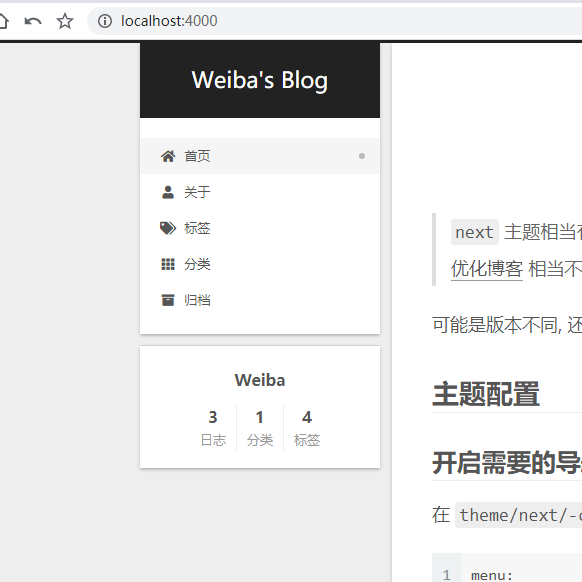 localhost:4000
Weiba's Blog
首页
关于
标签
分类
归档
Weiba
3 1 4
日志 分类 标签
next 主题相当
优化博客 相当不
可能是版本不同, 还
主题配置
开启需要的导
在 theme/next/-c
1 menu: